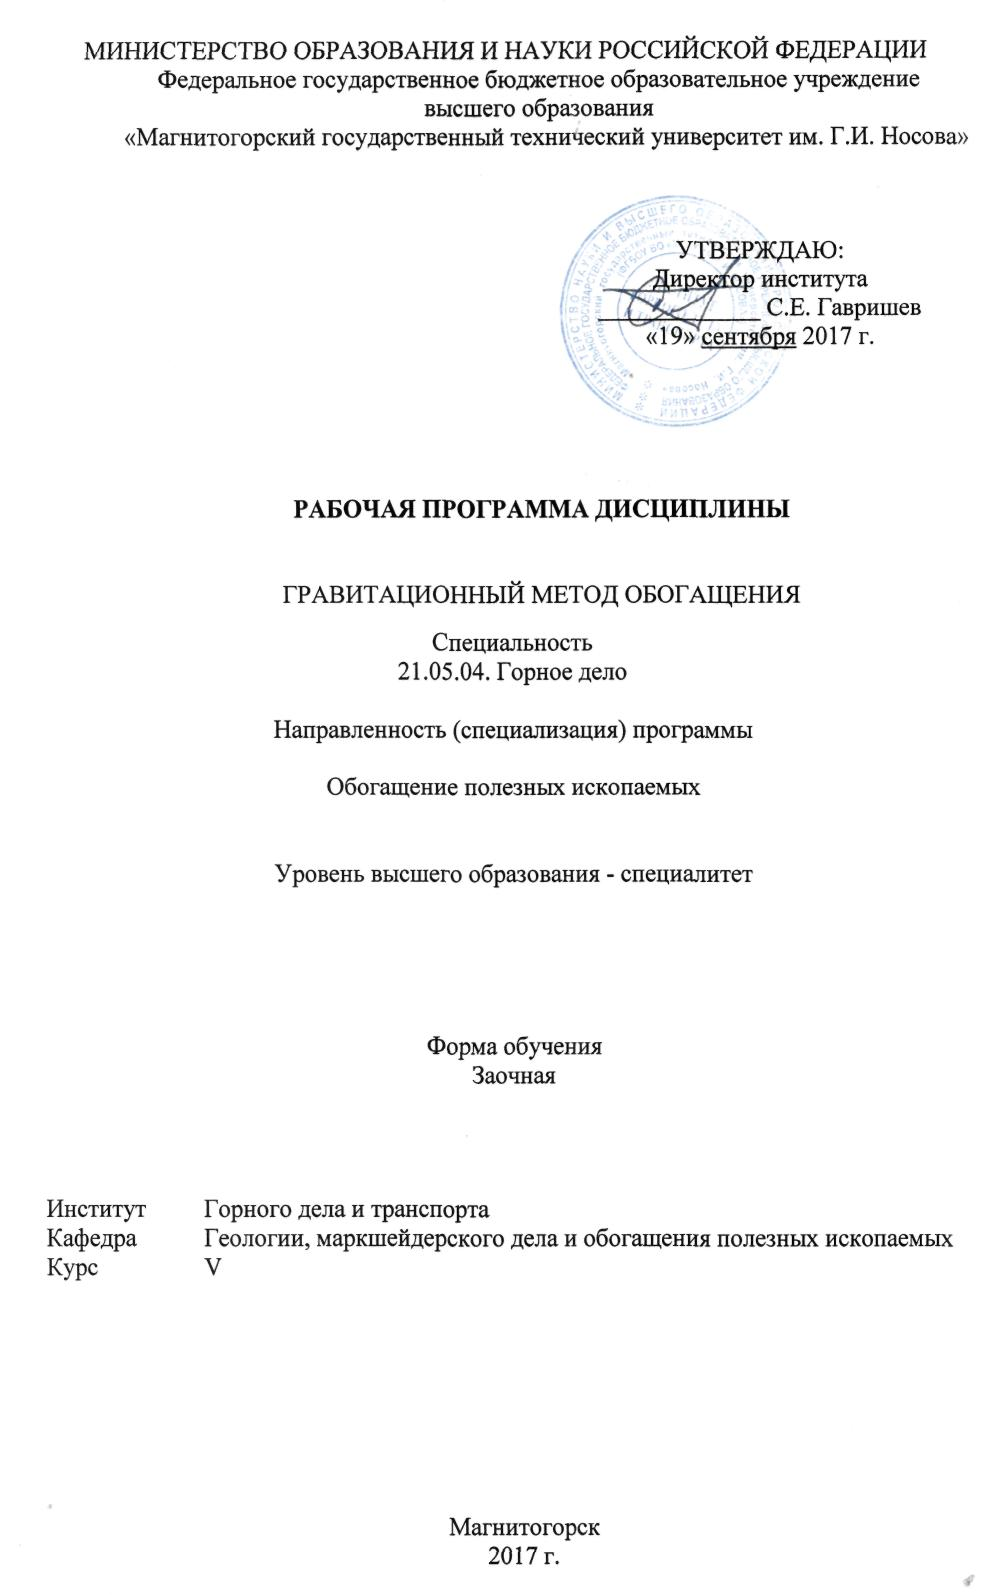 МИНИСТЕРСТВО ОБРАЗОВАНИЯ И НАУКИ РОССИЙСКОЙ ФЕДЕРАЦИИ
Федеральное государственное бюджетное образовательное учреждение
высшего образования
«Магнитогорский государственный технический университет им. Г.И. Носова»
УТВЕРЖДАЮ:
Директор института
С.Е. Гавришев
«19» сентября 2017 г.
РАБОЧАЯ ПРОГРАММА ДИСЦИПЛИНЫ
ГРАВИТАЦИОННЫЙ МЕТОД ОБОГАЩЕНИЯ
Специальность
21.05.04. Горное дело
Направленность (специализация) программы
Обогащение полезных ископаемых
Уровень высшего образования - специалитет
Форма обучения
Заочная
Институт Горного дела и транспорта
Кафедра Геологии, маркшейдерского дела и обогащения полезных ископаемых
Курс V
Магнитогорск
2017 г.